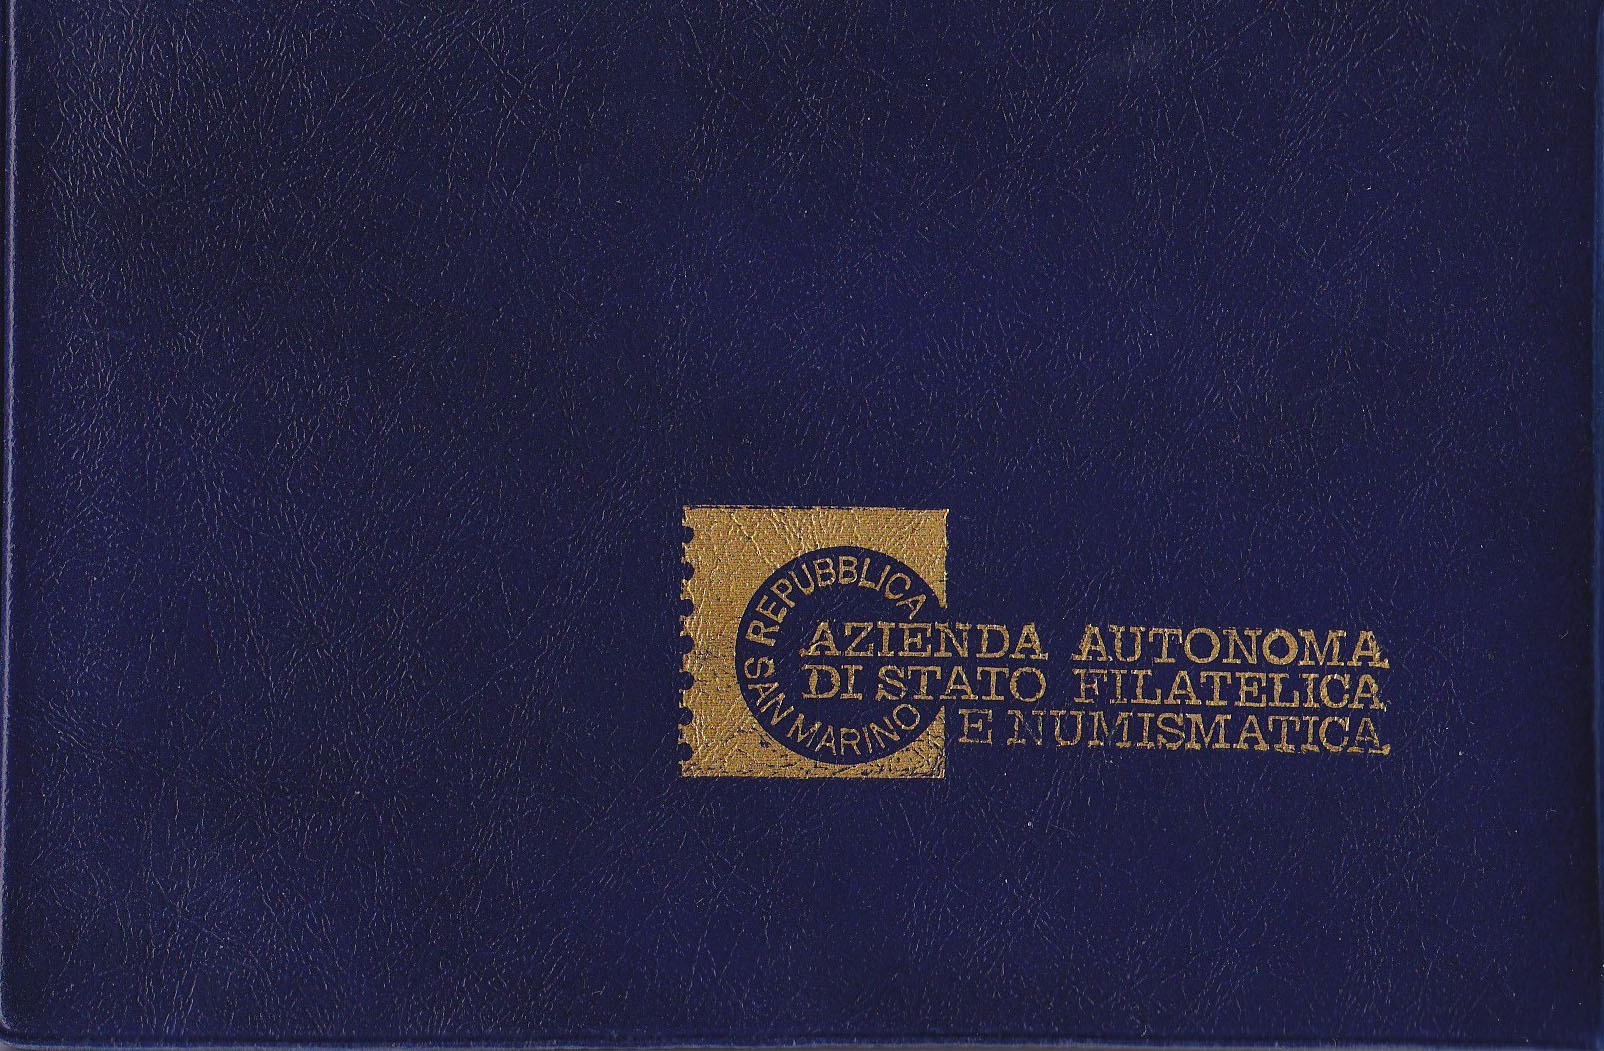 REPUBBLICA
SAN MARINO
AZIENDA AUTONOMA
DI STATO FILATELICA
E NUMISMATICA